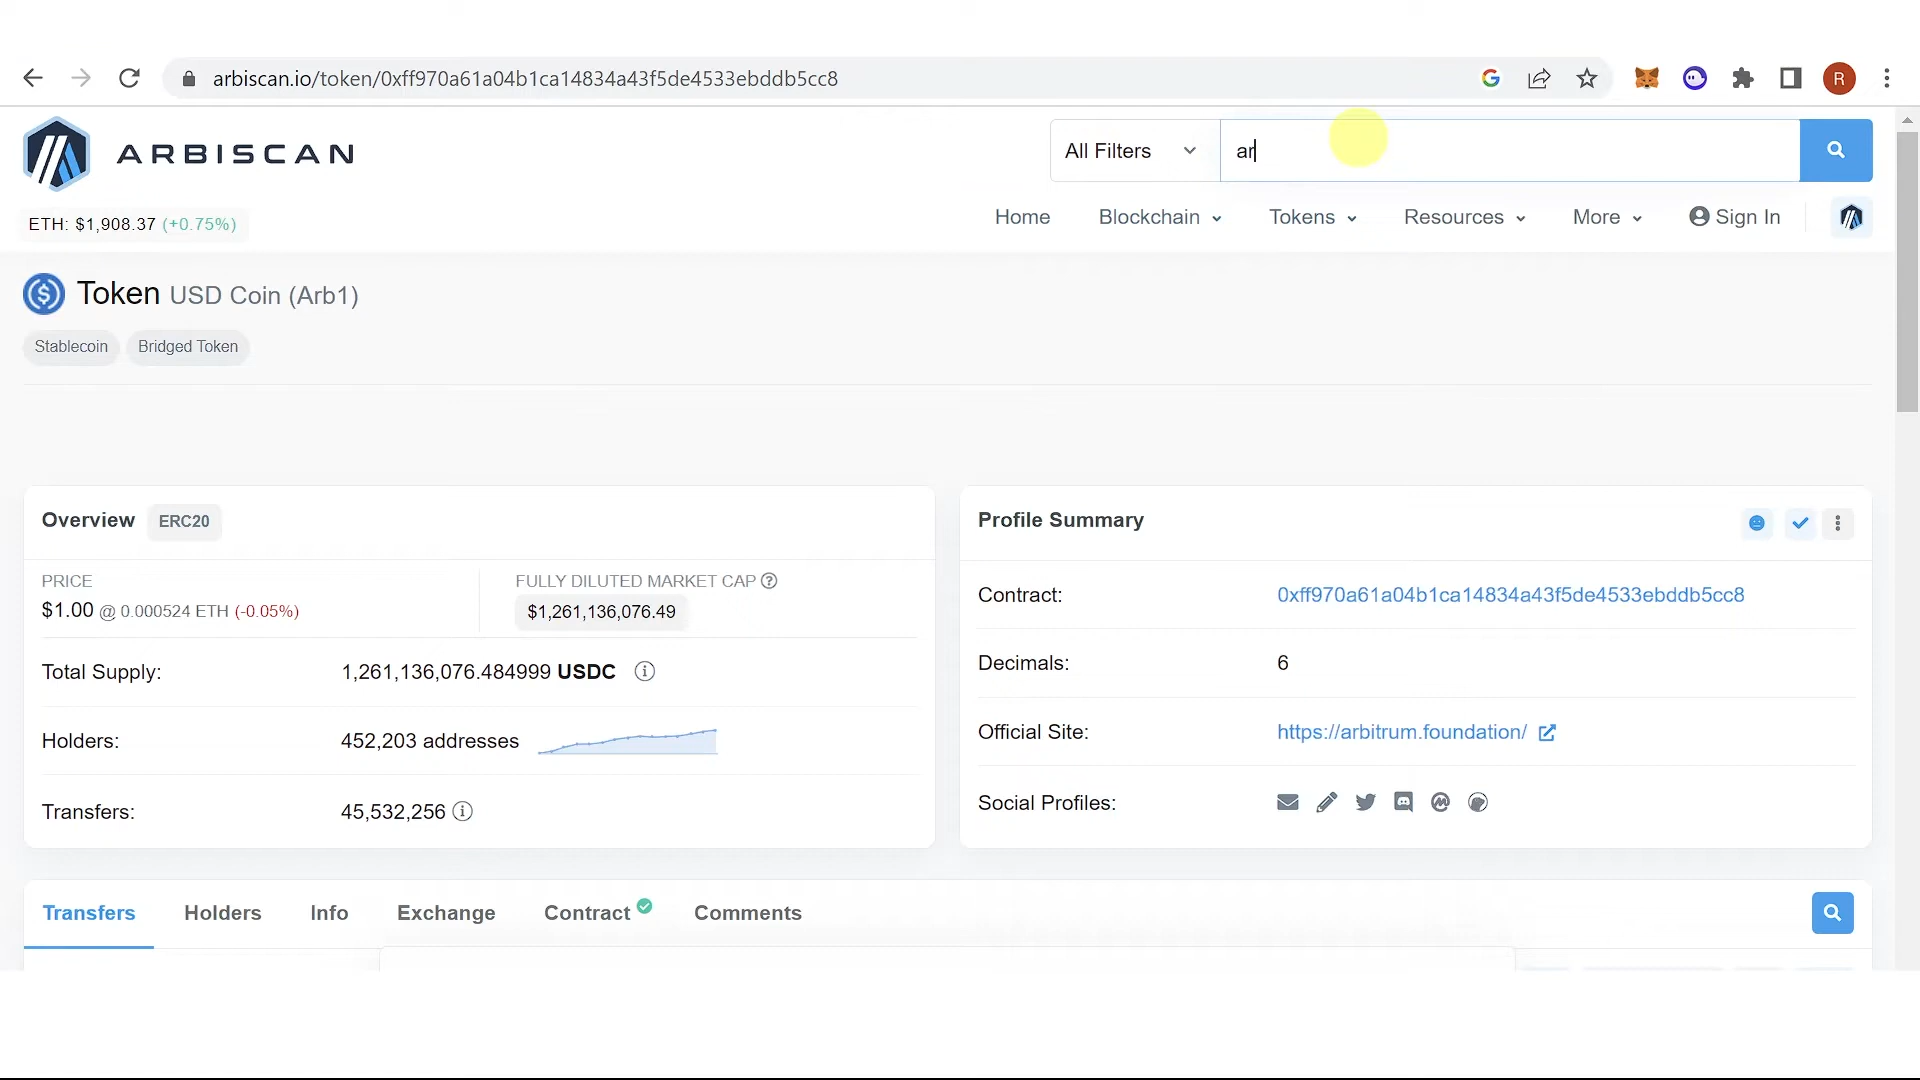 arbiscan.io/token/0xff970a61a04b1ca14834a43f5de4533ebddb5cc8
R
ARBISCAN
All Filters
ar
ETH: $1,908.37 (+0.75%)
Home Blockchain Tokens Resources More Sign In
Token USD Coin (Arb1)
Stablecoin Bridged Token
Overview ERC20
PRICE
$1.00 @ 0.000524 ETH (-0.05%)
FULLY DILUTED MARKET CAP
$1,261,136,076.49
Total Supply: 1,261,136,076.484999 USDC
Holders: 452,203 addresses
Transfers: 45,532,256
Profile Summary
Contract: 0xff970a61a04b1ca14834a43f5de4533ebddb5cc8
Decimals: 6
Official Site: https://arbitrum.foundation/
Social Profiles:
Transfers Holders Info Exchange Contract Comments